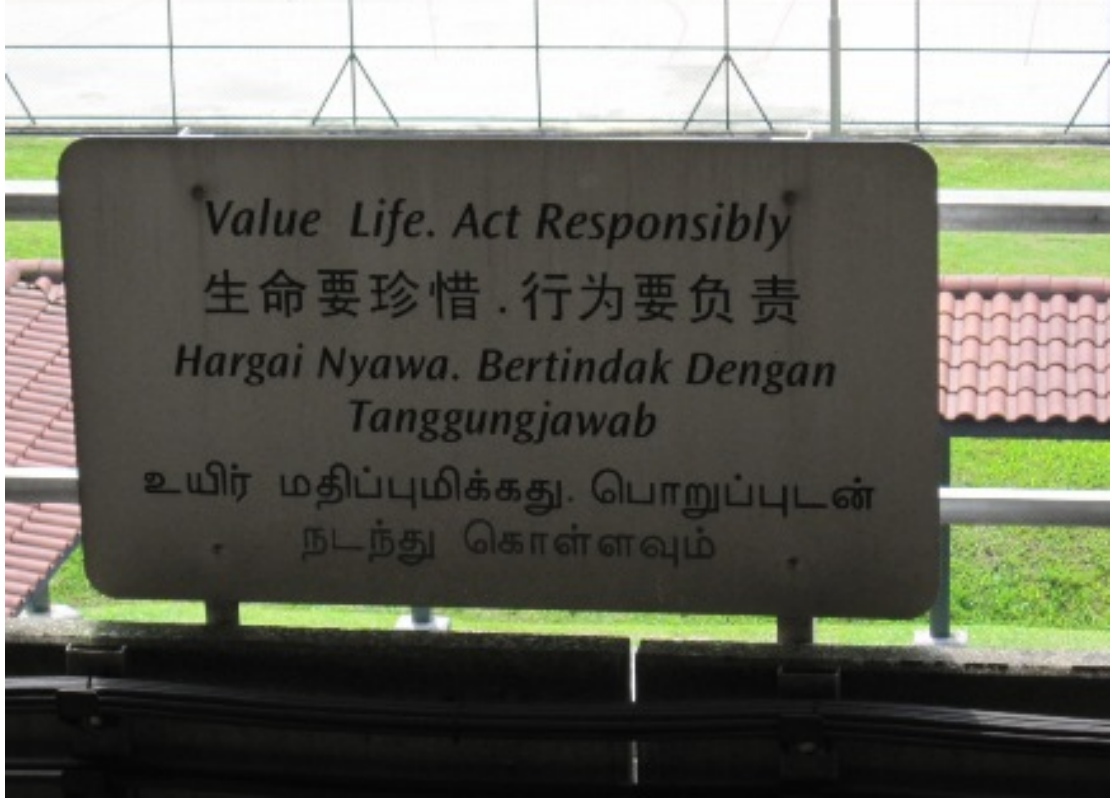 Value Life. Act Responsibly
生命要珍惜.行为要负责
Hargai Nyawa. Bertindak Dengan
Tanggungjawab
உயிர் மதிப்புமிக்கது. பொறுப்புடன்
நடந்து கொள்ளவும்